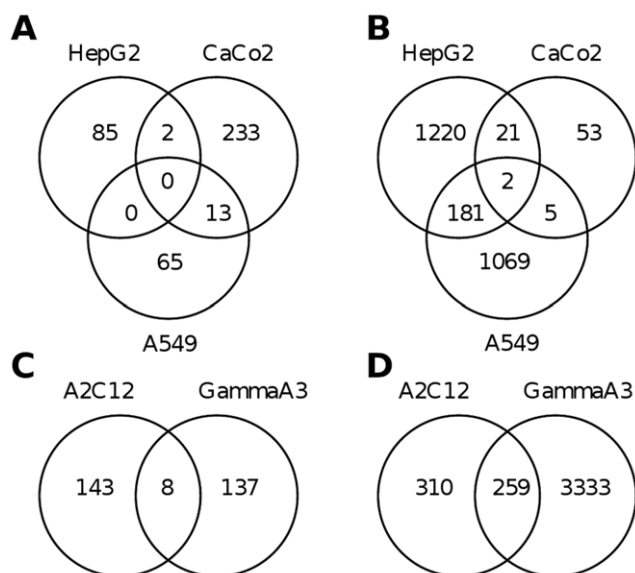 A
HepG2 CaCo2
85 2 233
0
0 13
65
A549
B
HepG2 CaCo2
1220 21 53
2
181 5
1069
A549
C
A2C12 GammaA3
143 8 137
D
A2C12 GammaA3
310 259 3333